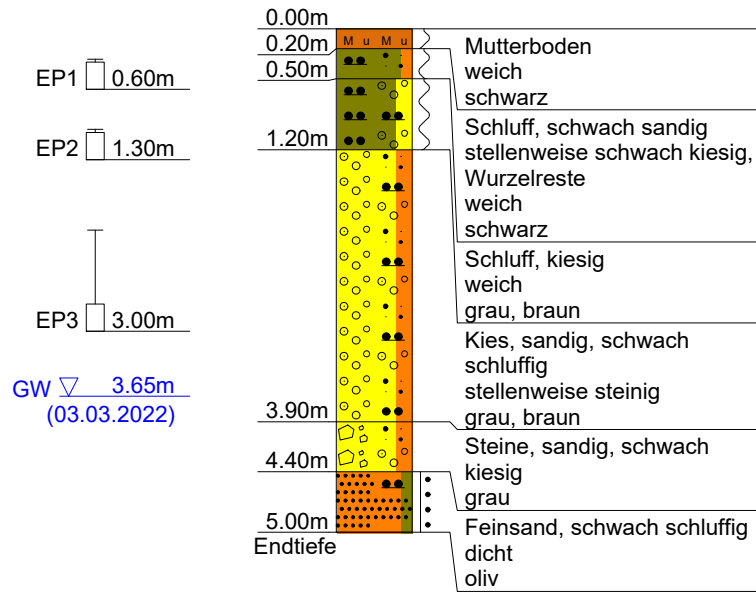 0.00m
M u M u
0.20m
0.50m
1.20m
3.90m
4.40m
5.00m
Endtiefe
EP1 0.60m
EP2 1.30m
EP3 3.00m
GW 3.65m
(03.03.2022)
Mutterboden
weich
schwarz
Schluff, schwach sandig
stellenweise schwach kiesig,
Wurzelreste
weich
schwarz
Schluff, kiesig
weich
grau, braun
Kies, sandig, schwach
schluffig
stellenweise steinig
grau, braun
Steine, sandig, schwach
kiesig
grau
Feinsand, schwach schluffig
dicht
oliv